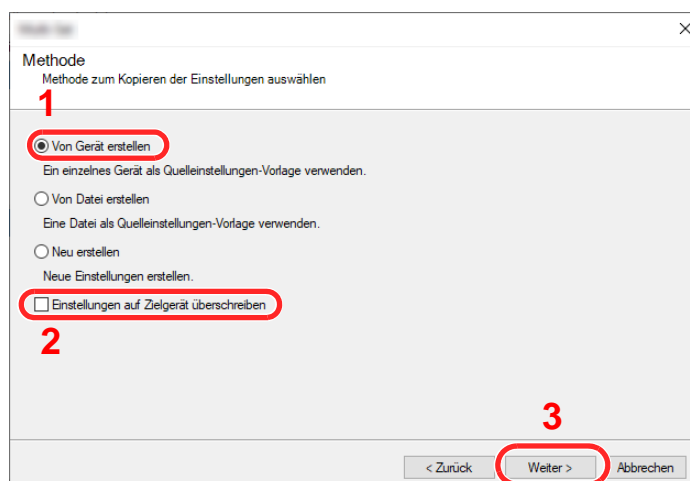 Methode
Methode zum Kopieren der Einstellungen auswählen
1
Von Gerät erstellen
Ein einzelnes Gerät als Quelleinstellungen-Vorlage verwenden.
Von Datei erstellen
Eine Datei als Quelleinstellungen-Vorlage verwenden.
Neu erstellen
Neue Einstellungen erstellen.
Einstellungen auf Zielgerät überschreiben
2
3
< Zurück Weiter > Abbrechen